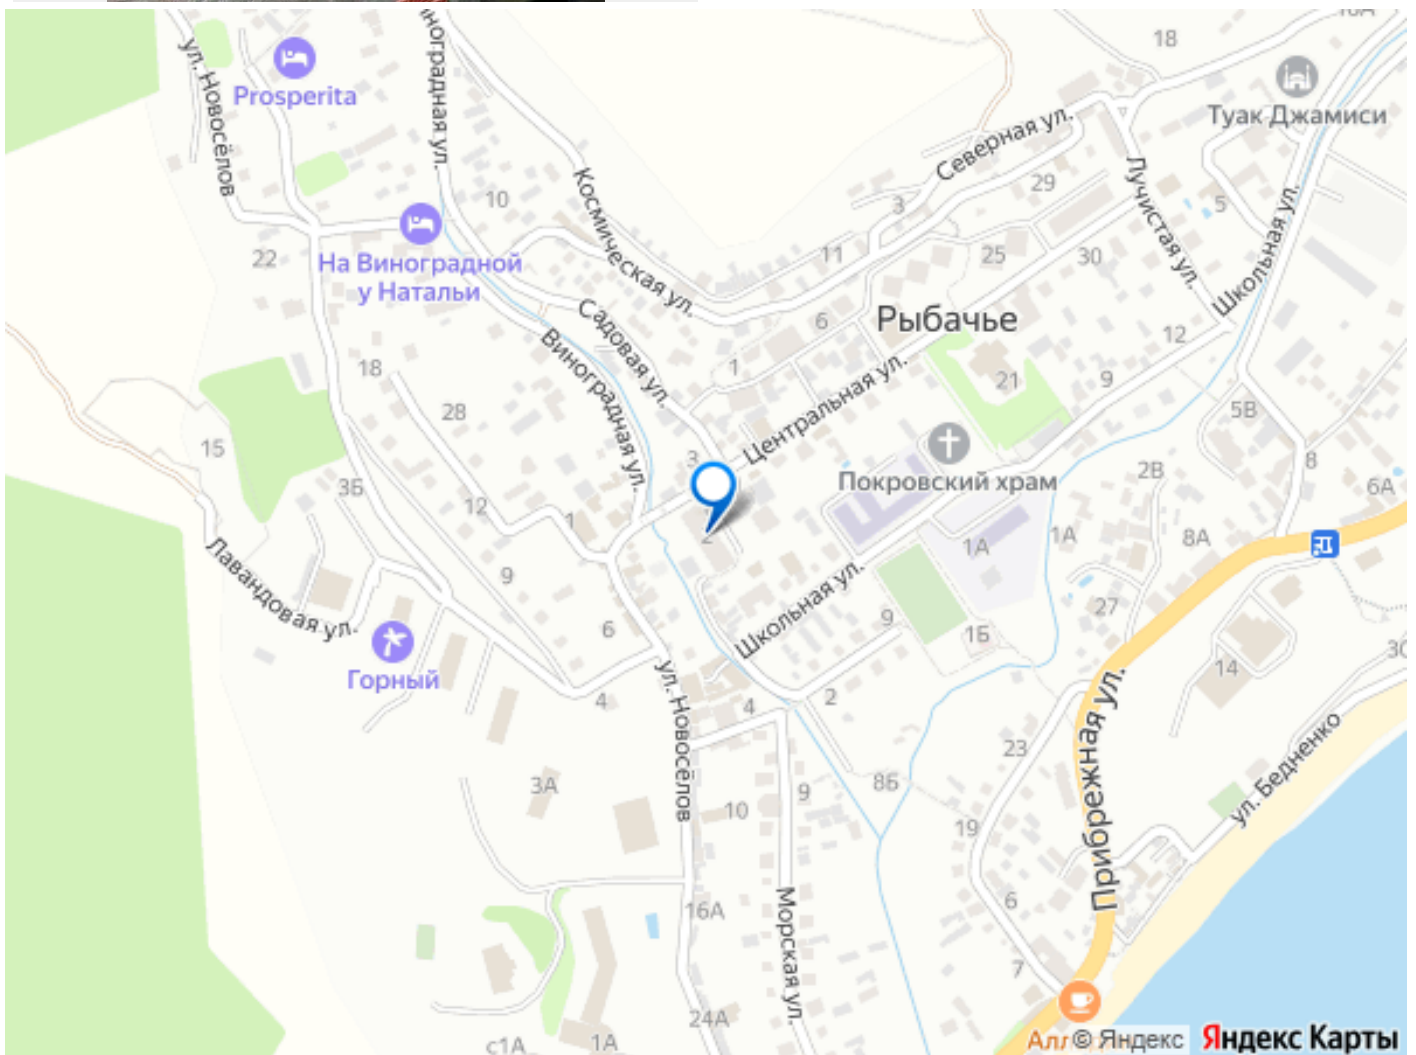 18
Туак Джамиси
ул. Новосёлов
Prosperita
Виноградная ул.
Северная ул.
Лучистая ул.
Школьная ул.
10
Космическая ул.
3
29
5
22
На Виноградной
у Натальи
11
25
30
Садовая ул.
6
Рыбачье
12
Виноградная ул.
18
1
Центральная ул.
21
9
28
5В
15
3
Покровский храм
3Б
2В
8
6А
12
1
2
1А
1А
8А
Лавандовая ул.
9
Школьная ул.
27
6
9
1Б
Горный
14
30
4
ул. Новосёлов
4
2
Прибрежная ул.
23
ул. Бедненко
3А
9
8Б
10
19
16А
Морская ул.
6
7
24А
с1А
1А
© Яндекс
Яндекс Карты